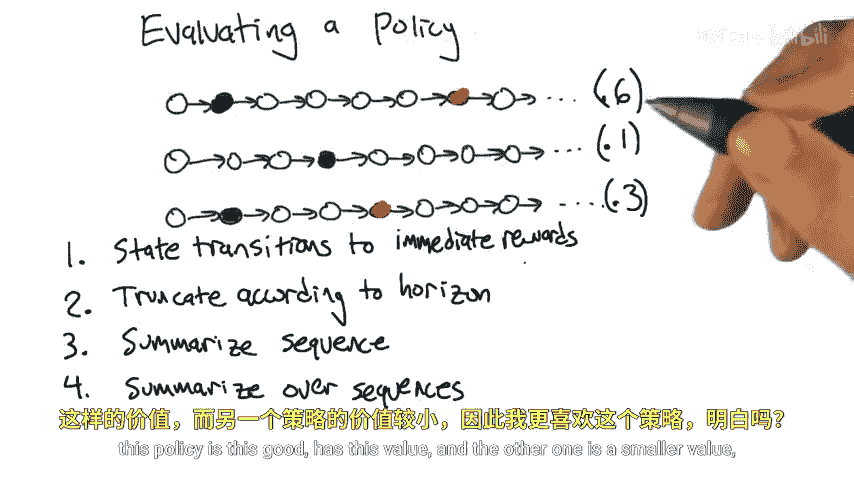 Evaluating a Policy
... (.6)
... (.1)
.... (.3)
1. State transitions to immediate rewards
2. Truncate according to horizon
3. Summarize sequence
4. Summarize over sequences
这样的价值，而另一个策略的价值较小，因此我更喜欢这个策略，明白吗？
this policy is this good, has this value, and the other one is a smaller value,